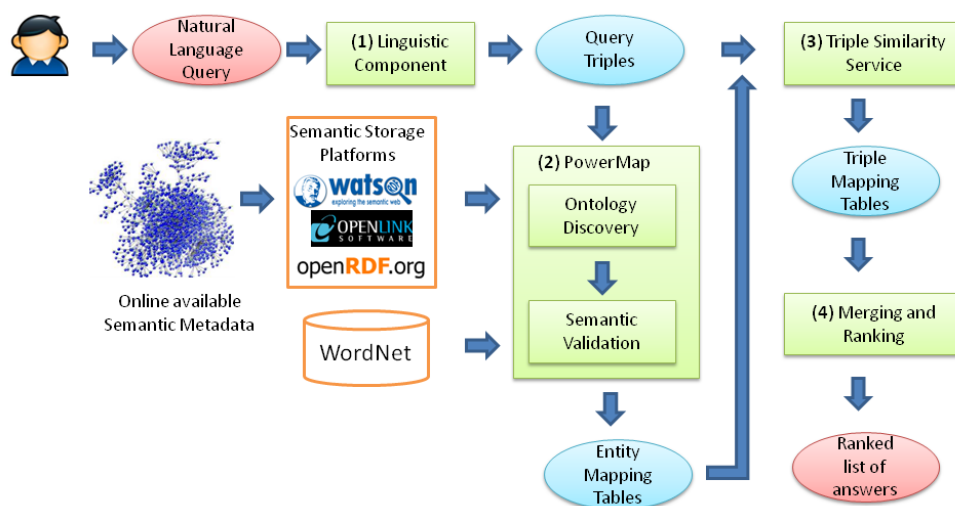 Natural
Language
Query
(1) Linguistic
Component
Query
Triples
(3) Triple Similarity
Service
Semantic Storage
Platforms
watson
exploring the semantic web
OPENLINK
SOFTWARE
openRDF.org
Online available
Semantic Metadata
WordNet
(2) PowerMap
Ontology
Discovery
Semantic
Validation
Entity
Mapping
Tables
Triple
Mapping
Tables
(4) Merging and
Ranking
Ranked
list of
answers